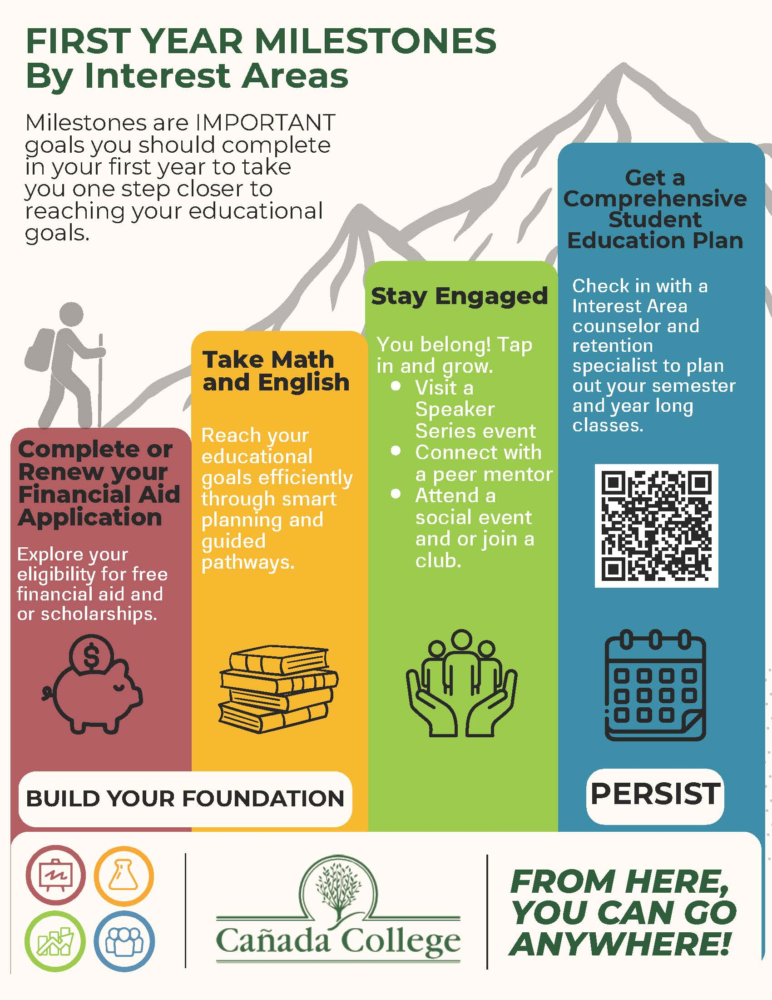 FIRST YEAR MILESTONES
By Interest Areas
Milestones are IMPORTANT
goals you should complete
in your first year to take
you one step closer to
reaching your educational
goals.
Complete or
Renew your
Financial Aid
Application
Explore your
eligibility for free
financial aid and
or scholarships.
$
Take Math
and English
Reach your
educational
goals efficiently
through smart
planning and
guided
pathways.
Stay Engaged
You belong! Tap
in and grow.
• Visit a
Speaker
Series event
• Connect with
a peer mentor
• Attend a
social event
and or join a
club.
Get a
Comprehensive
Student
Education Plan
Check in with a
Interest Area
counselor and
retention
specialist to plan
out your semester
and year long
classes.
BUILD YOUR FOUNDATION
PERSIST
Cañada College
FROM HERE,
YOU CAN GO
ANYWHERE!